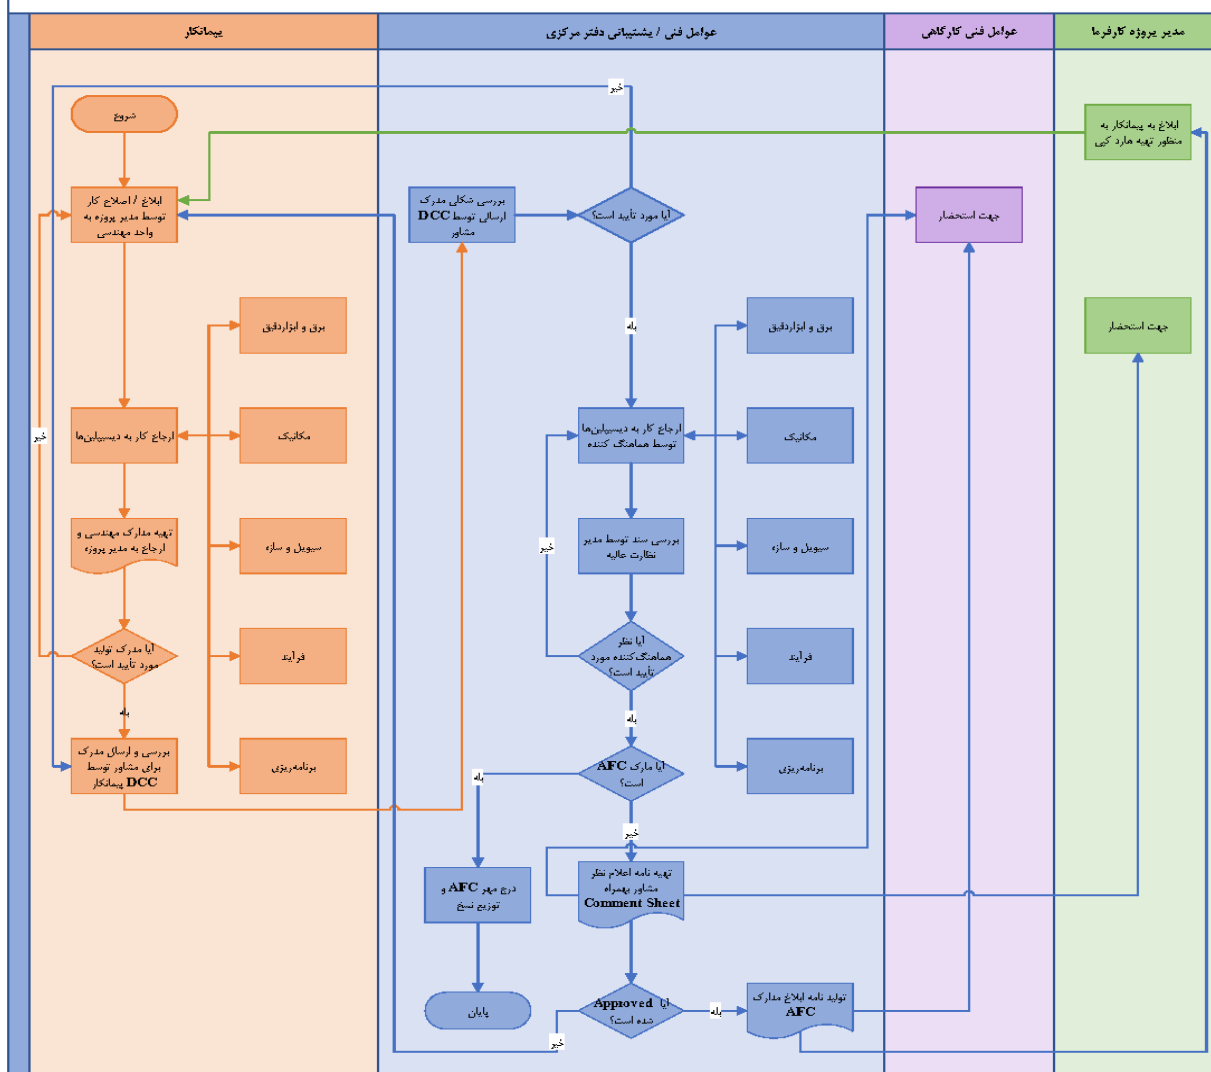 مدیر پروژه کارفرما
عوامل فنی کارگاهی
عوامل فنی / پشتیبانی دفتر مرکزی
پیمانکار
خیر
شروع
ابلاغ به پیمانکار به
منظور تهیه هارد کپی
ابلاغ / اصلاح کار
توسط مدیر پروژه به
واحد مهندسی
بررسی شکلی مدرک
ارسالی توسط DCC
مشاور
آیا مورد تأیید است؟
جهت استحضار
جهت استحضار
بله
برق و ابزاردقیق
برق و ابزاردقیق
ارجاع کار به دیسیپلین‌ها
توسط هماهنگ کننده
مکانیک
ارجاع کار به دیسیپلین‌ها
مکانیک
خیر
خیر
بررسی سند توسط مدیر
نظارت عالیه
سیویل و سازه
تهیه مدارک مهندسی و
ارجاع به مدیر پروژه
سیویل و سازه
آیا نظر
هماهنگ‌کننده مورد
تأیید است؟
فرآیند
آیا مدرک تولید
مورد تأیید است؟
فرآیند
بله
بله
بررسی و ارسال مدرک
برای مشاور توسط
DCC پیمانکار
برنامه‌ریزی
آیا مارک AFC
است؟
برنامه‌ریزی
بله
خیر
تهیه نامه اعلام نظر
مشاور بهمراه
Comment Sheet
درج مهر AFC و
توزیع نسخ
پایان
آیا Approved
شده است؟
بله
تولید نامه ابلاغ مدارک
AFC
خیر